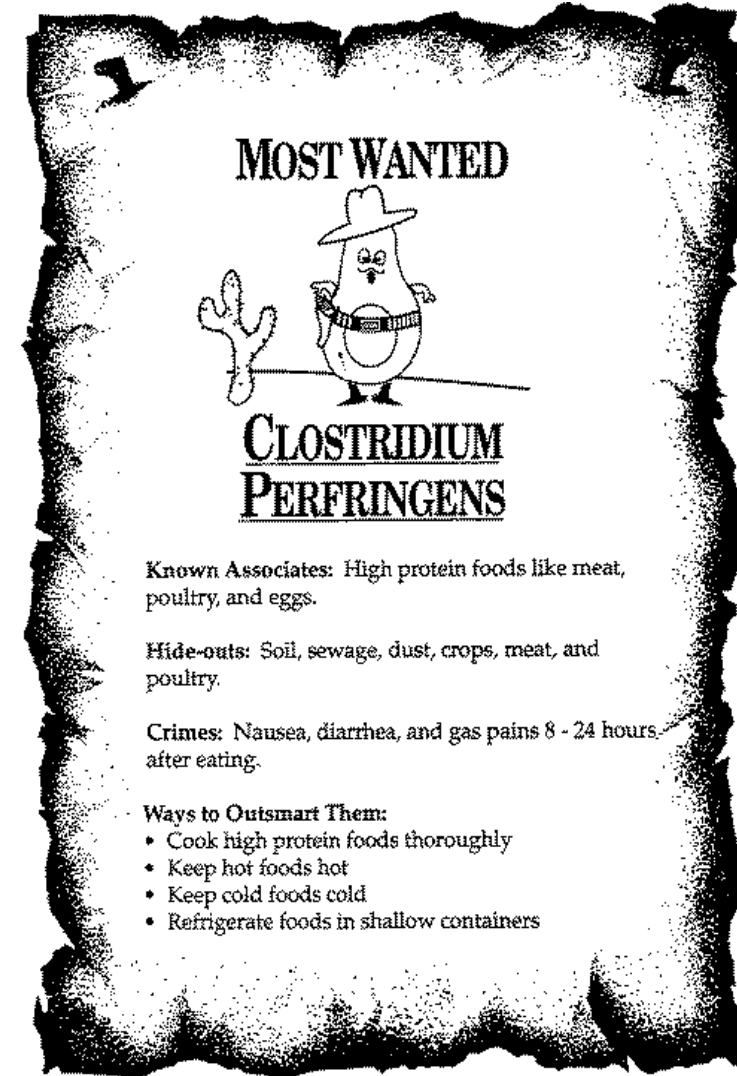 MOST WANTED
CLOSTRIDIUM
PERFRINGENS
Known Associates: High protein foods like meat,
poultry, and eggs.
Hide-outs: Soil, sewage, dust, crops, meat, and
poultry.
Crimes: Nausea, diarrhea, and gas pains 8 - 24 hours
after eating.
Ways to Outsmart Them:
• Cook high protein foods thoroughly
• Keep hot foods hot
• Keep cold foods cold
• Refrigerate foods in shallow containers